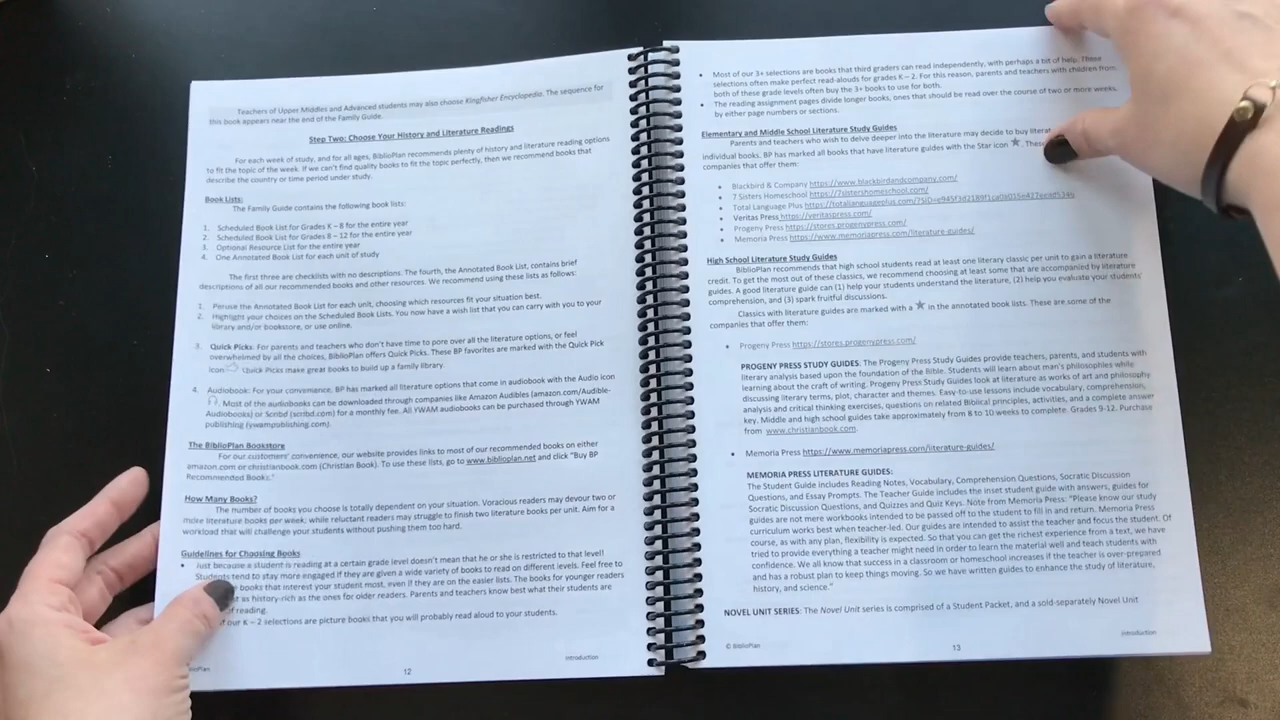 Teachers of Upper Middles and Advanced students may also choose Kingfisher Encyclopedia. The sequence for
this book appears near the end of the Family Guide.
Step Two: Choose Your History and Literature Readings
For each week of study, and for all ages, BiblioPlan recommends plenty of history and literature reading options
to fit the topic of the week. If we can't find quality books to fit the topic perfectly, then we recommend books that
describe the country or time period under study.
Book Lists:
The Family Guide contains the following book lists:
1. Scheduled Book List for Grades K – 8 for the entire year
2. Scheduled Book List for Grades 8 – 12 for the entire year
3. Optional Resource List for the entire year
4. One Annotated Book List for each unit of study
The first three are checklists with no descriptions. The fourth, the Annotated Book List, contains brief
descriptions of all our recommended books and other resources. We recommend using these lists as follows:
1. Peruse the Annotated Book List for each unit, choosing which resources fit your situation best.
2. Highlight your choices on the Scheduled Book Lists. You now have a wish list that you can carry with you to your
library and/or bookstore, or use online.
3. Quick Picks: For parents and teachers who don't have time to pore over all the literature options, or feel
overwhelmed by all the choices, BiblioPlan offers Quick Picks. These BP favorites are marked with the Quick Pick
icon Quick Picks make great books to build up a family library.
4. Audiobook: For your convenience, BP has marked all literature options that come in audiobook with the Audio icon
. Most of the audiobooks can be downloaded through companies like Amazon Audibles (amazon.com/Audible-
Audiobooks) or Scribd (scribd.com) for a monthly fee. All YWAM audiobooks can be purchased through YWAM
publishing (ywampublishing.com).
The BiblioPlan Bookstore
For our customers' convenience, our website provides links to most of our recommended books on either
amazon.com or christianbook.com (Christian Book). To use these lists, go to www.biblioplan.net and click "Buy BP
Recommended Books."
How Many Books?
The number of books you choose is totally dependent on your situation. Voracious readers may devour two or
more literature books per week, while reluctant readers may struggle to finish two literature books per unit. Aim for a
workload that will challenge your students without pushing them too hard.
Guidelines for Choosing Books
• Just because a student is reading at a certain grade level doesn't mean that he or she is restricted to that level!
Students tend to stay more engaged if they are given a wide variety of books to read on different levels. Feel free to
books that interest your student most, even if they are on the easier lists. The books for younger readers
as history-rich as the ones for older readers. Parents and teachers know best what their students are
of reading.
our K – 2 selections are picture books that you will probably read aloud to your students.
12
Introduction
• Most of our 3+ selections are books that third graders can read independently, with perhaps a bit of help. These
selections often make perfect read-alouds for grades K – 2. For this reason, parents and teachers with children from
both of these grade levels often buy the 3+ books to use for both.
• The reading assignment pages divide longer books, ones that should be read over the course of two or more weeks,
by either page numbers or sections.
Elementary and Middle School Literature Study Guides
Parents and teachers who wish to delve deeper into the literature may decide to buy
individual books. BP has marked all books that have literature guides with the Star icon ★. These
companies that offer them:
• Blackbird & Company https://www.blackbirdandcompany.com/
• 7 Sisters Homeschool https://7sistershomeschool.com/
• Total Language Plus
• Veritas Press https://veritaspress.com/
• Progeny Press https://stores.progenypress.com/
• Memoria Press https://www.memoriapress.com/literature-guides/
High School Literature Study Guides
BiblioPlan recommends that high school students read at least one literary classic per unit to gain a literature
credit. To get the most out of these classics, we recommend choosing at least some that are accompanied by literature
guides. A good literature guide can (1) help your students understand the literature, (2) help you evaluate your students'
comprehension, and (3) spark fruitful discussions.
Classics with literature guides are marked with a ★ in the annotated book lists. These are some of the
companies that offer them:
• Progeny Press https://stores.progenypress.com/
PROGENY PRESS STUDY GUIDES: The Progeny Press Study Guides provide teachers, parents, and students with
literary analysis based upon the foundation of the Bible. Students will learn about man's philosophies while
learning about the craft of writing. Progeny Press Study Guides look at literature as works of art and philosophy
discussing literary terms, plot, character and themes. Easy-to-use lessons include vocabulary, comprehension,
analysis and critical thinking exercises, questions on related Biblical principles, activities, and a complete answer
key. Middle and high school guides take approximately from 8 to 10 weeks to complete. Grades 9-12. Purchase
from www.christianbook.com.
• Memoria Press https://www.memoriapress.com/literature-guides/
MEMORIA PRESS LITERATURE GUIDES:
The Student Guide includes Reading Notes, Vocabulary, Comprehension Questions, Socratic Discussion
Questions, and Essay Prompts. The Teacher Guide includes the inset student guide with answers, guides for
Socratic Discussion Questions, and Quizzes and Quiz Keys. Note from Memoria Press: "Please know our study
guides are not mere workbooks intended to be passed off to the student to fill in and return. Memoria Press
curriculum works best when teacher-led. Our guides are intended to assist the teacher and focus the student. Of
course, as with any plan, flexibility is expected. So that you can get the richest experience from a text, we have
tried to provide everything a teacher might need in order to learn the material well and teach students with
confidence. We all know that success in a classroom or homeschool increases if the teacher is over-prepared
and has a robust plan to keep things moving. So we have written guides to enhance the study of literature,
history, and science."
NOVEL UNIT SERIES: The Novel Unit series is comprised of a Student Packet, and a sold-separately Novel Unit
© BiblioPlan
13
Introduction